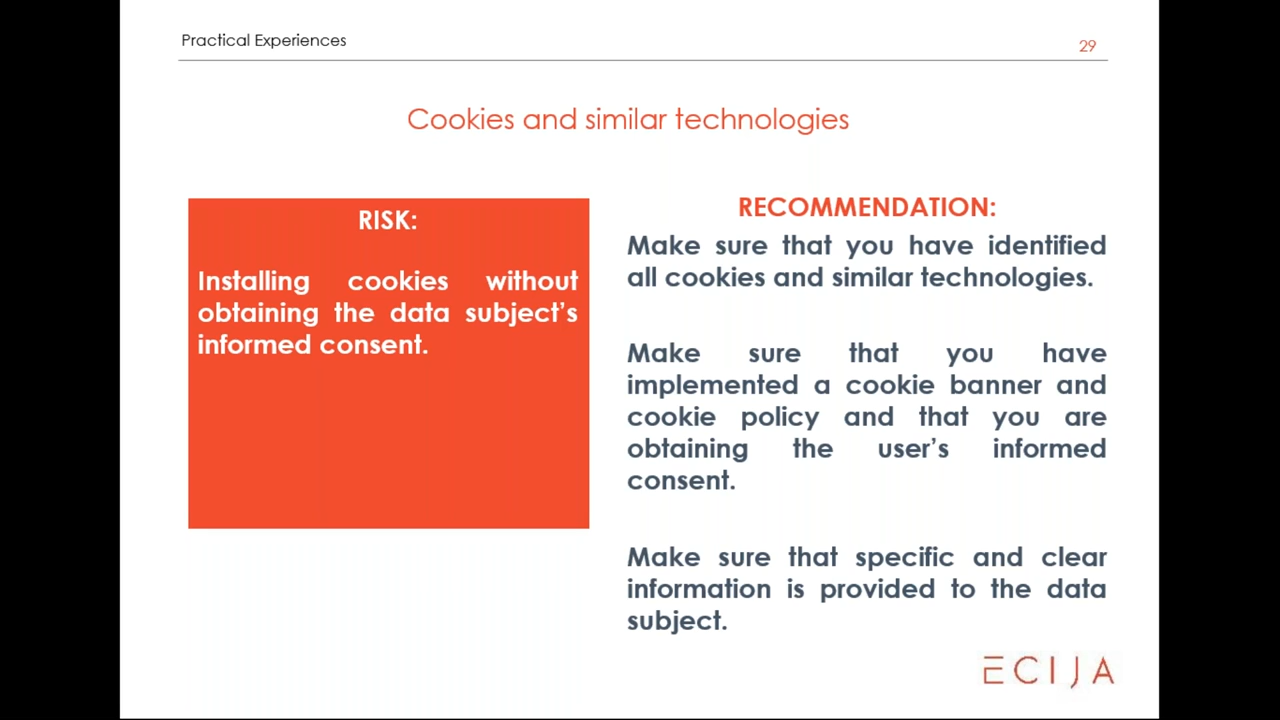 Practical Experiences
29
Cookies and similar technologies
RISK:
Installing cookies without
obtaining the data subject’s
informed consent.
RECOMMENDATION:
Make sure that you have identified
all cookies and similar technologies.
Make sure that you have
implemented a cookie banner and
cookie policy and that you are
obtaining the user’s informed
consent.
Make sure that specific and clear
information is provided to the data
subject.
ECIJA